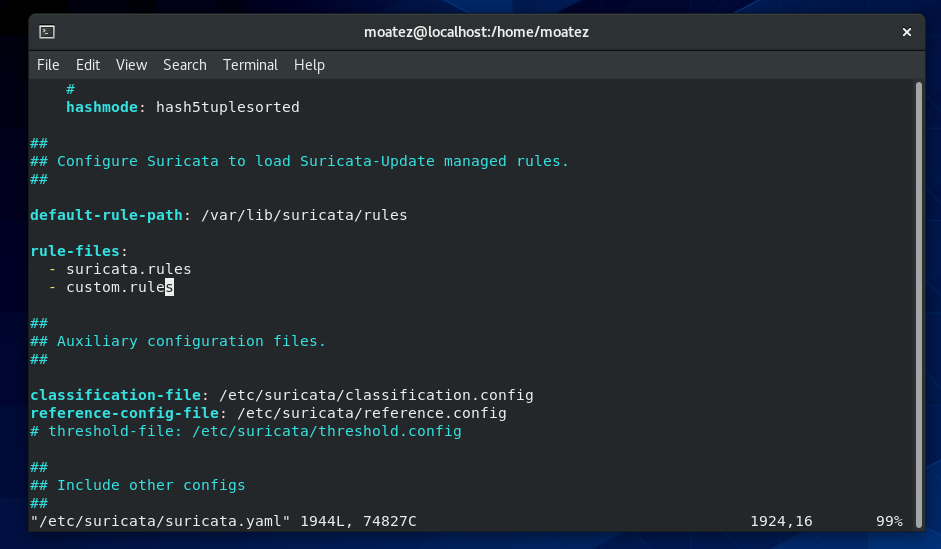 moatez@localhost:/home/moatez
×
File Edit View Search Terminal Help
#
hashmode: hash5tuplesorted
##
## Configure Suricata to load Suricata-Update managed rules.
##
default-rule-path: /var/lib/suricata/rules
rule-files:
- suricata.rules
- custom.rules
##
## Auxiliary configuration files.
##
classification-file: /etc/suricata/classification.config
reference-config-file: /etc/suricata/reference.config
# threshold-file: /etc/suricata/threshold.config
##
## Include other configs
##
"/etc/suricata/suricata.yaml" 1944L, 74827C 1924,16 99%